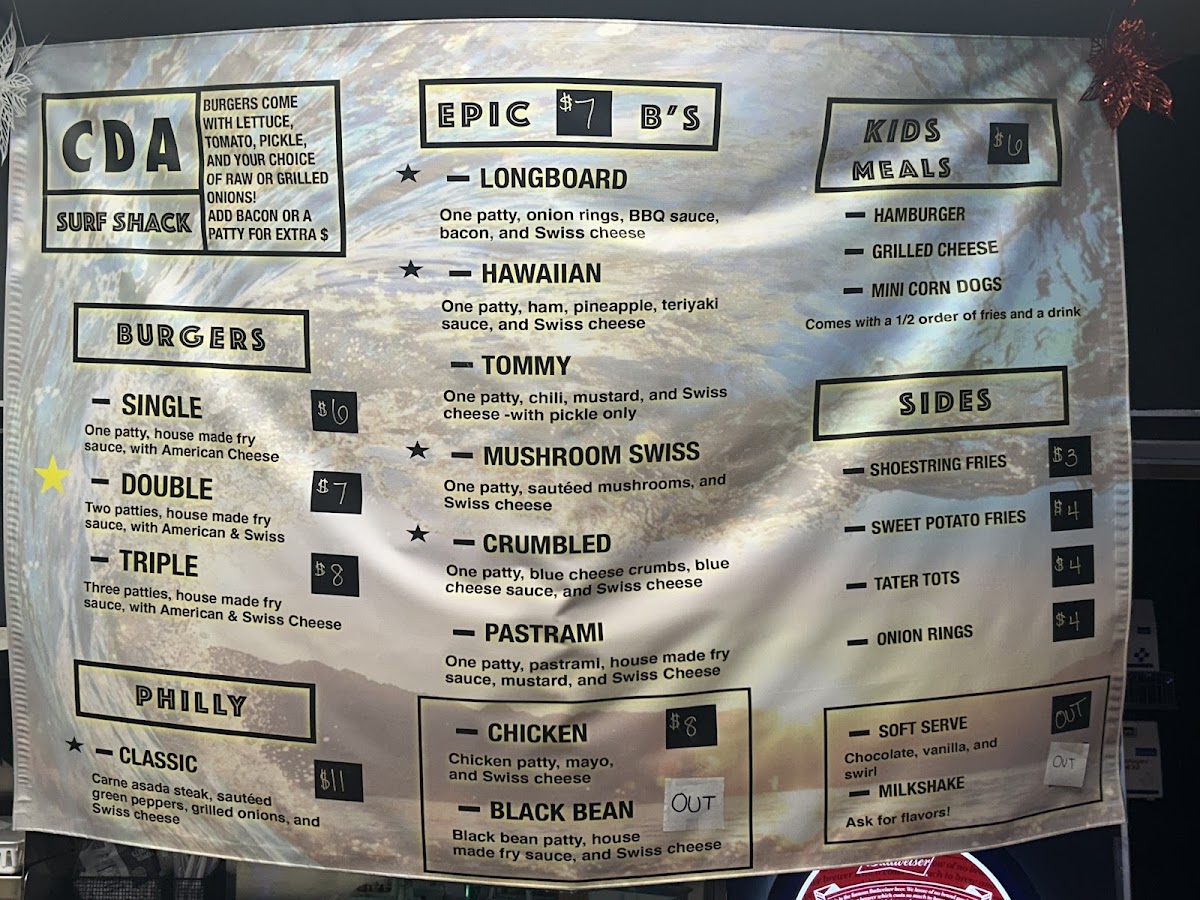 CDA
SURF SHACK
BURGERS COME
WITH LETTUCE,
TOMATO, PICKLE,
AND YOUR CHOICE
OF RAW OR GRILLED
ONIONS!
ADD BACON OR A
PATTY FOR EXTRA $
BURGERS
— SINGLE $6
One patty, house made fry
sauce, with American Cheese
— DOUBLE $7
Two patties, house made fry
sauce, with American & Swiss
— TRIPLE $8
Three patties, house made fry
sauce, with American & Swiss Cheese
PHILLY
— CLASSIC $11
Carne asada steak, sautéed
green peppers, grilled onions, and
Swiss cheese
EPIC $7 B'S
— LONGBOARD
One patty, onion rings, BBQ sauce,
bacon, and Swiss cheese
— HAWAIIAN
One patty, ham, pineapple, teriyaki
sauce, and Swiss cheese
— TOMMY
One patty, chili, mustard, and Swiss
cheese -with pickle only
— MUSHROOM SWISS
One patty, sautéed mushrooms, and
Swiss cheese
— CRUMBLED
One patty, blue cheese crumbs, blue
cheese sauce, and Swiss cheese
— PASTRAMI
One patty, pastrami, house made fry
sauce, mustard, and Swiss Cheese
— CHICKEN $8
Chicken patty, mayo,
and Swiss cheese
— BLACK BEAN OUT
Black bean patty, house
made fry sauce, and Swiss cheese
KIDS
MEALS $6
— HAMBURGER
— GRILLED CHEESE
— MINI CORN DOGS
Comes with a 1/2 order of fries and a drink
SIDES
— SHOESTRING FRIES $3
— SWEET POTATO FRIES $4
— TATER TOTS $4
— ONION RINGS $4
— SOFT SERVE OUT
Chocolate, vanilla, and
swirl
— MILKSHAKE OUT
Ask for flavors!
Budweiser